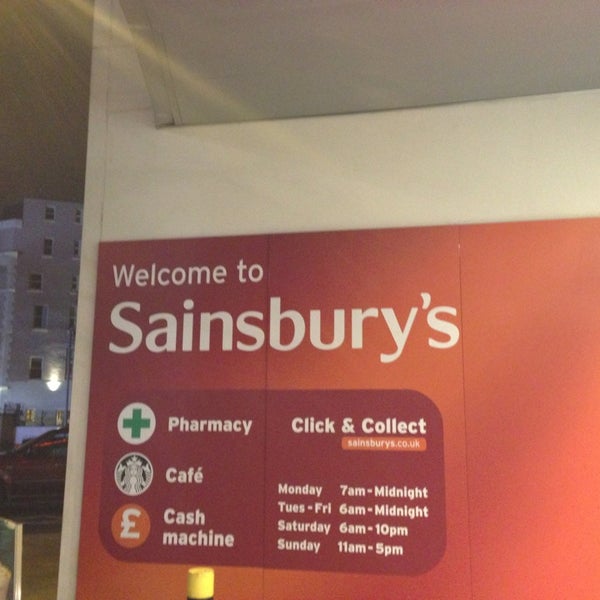 Welcome to
Sainsbury's
Pharmacy
Café
£
Cash
machine
Click & Collect
sainsburys.co.uk
Monday 7am-Midnight
Tues-Fri 6am-Midnight
Saturday 6am-10pm
Sunday 11am-5pm